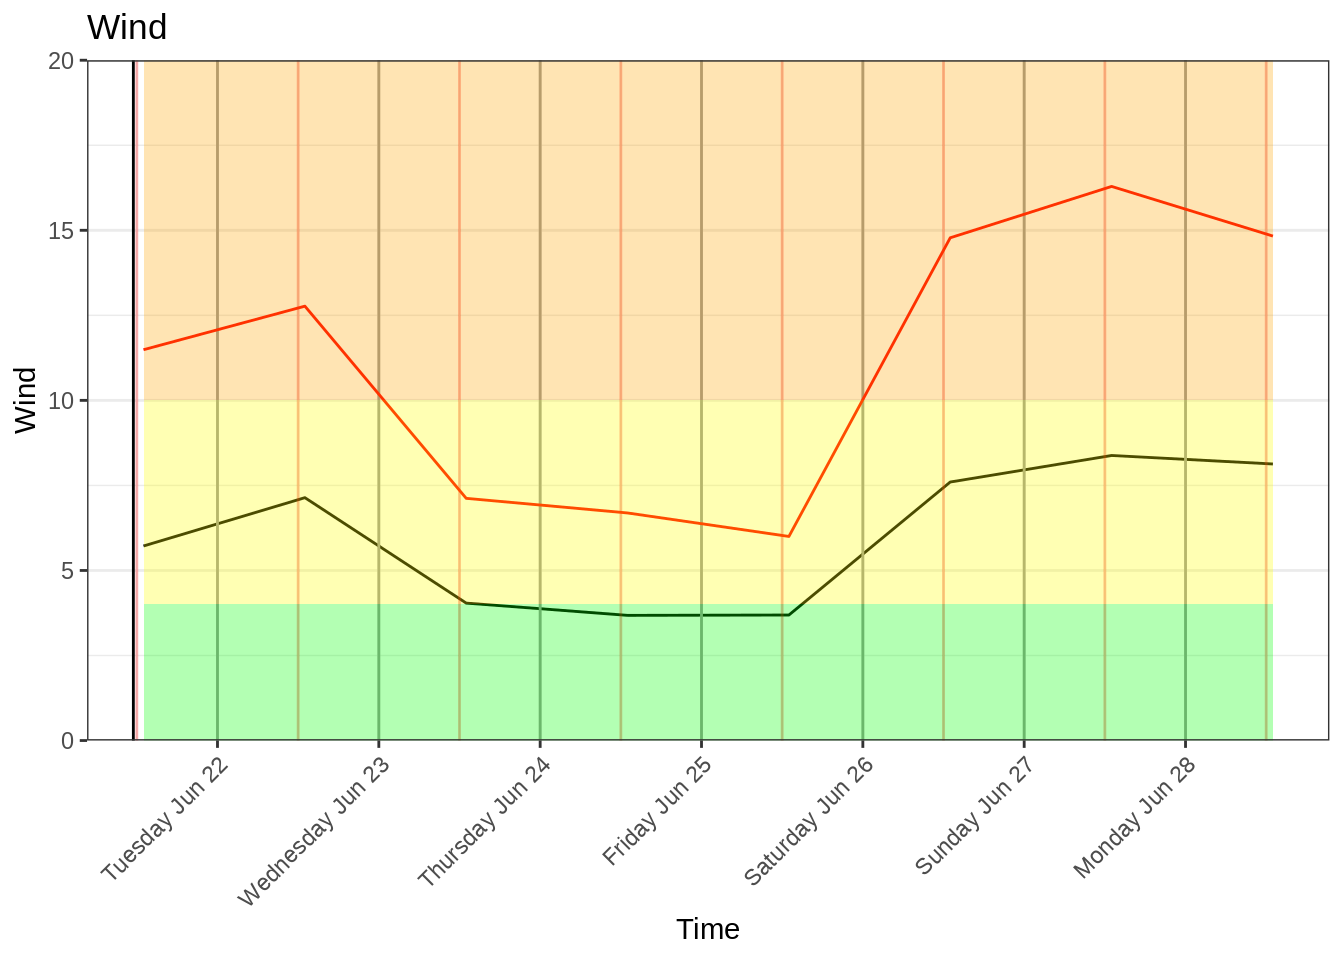 Wind
20
15
10
5
0
Wind
Tuesday Jun 22
Wednesday Jun 23
Thursday Jun 24
Friday Jun 25
Saturday Jun 26
Sunday Jun 27
Monday Jun 28
Time